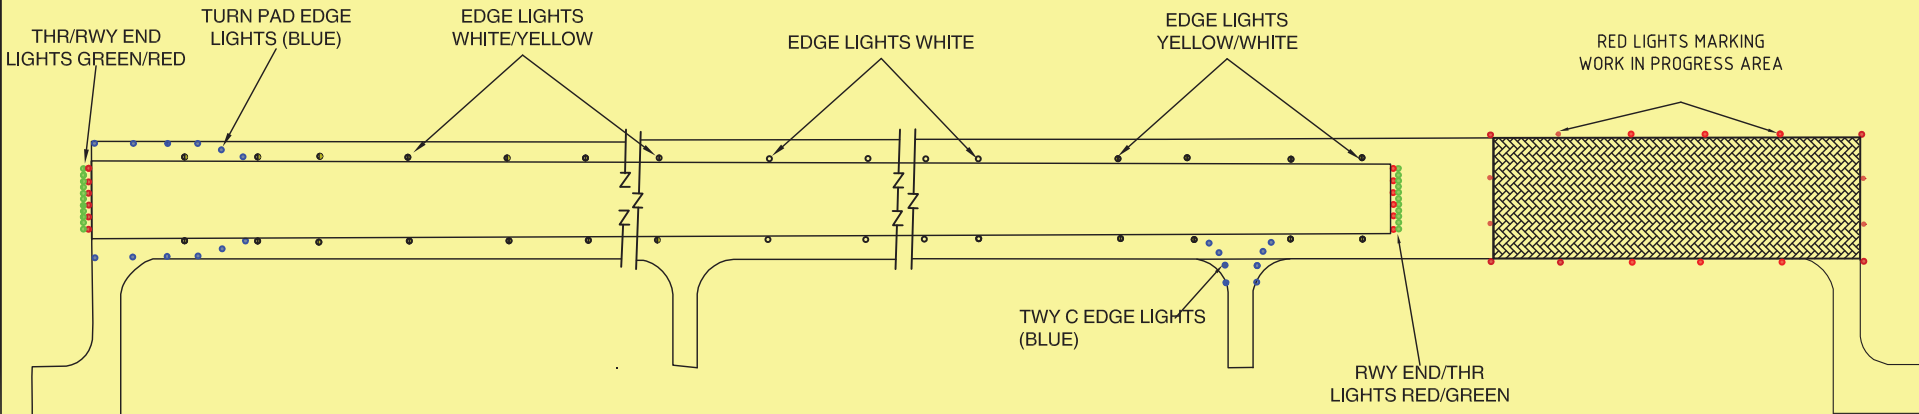 THR/RWY END
LIGHTS GREEN/RED
TURN PAD EDGE
LIGHTS (BLUE)
EDGE LIGHTS
WHITE/YELLOW
EDGE LIGHTS WHITE
EDGE LIGHTS
YELLOW/WHITE
RED LIGHTS MARKING
WORK IN PROGRESS AREA
TWY C EDGE LIGHTS
(BLUE)
RWY END/THR
LIGHTS RED/GREEN